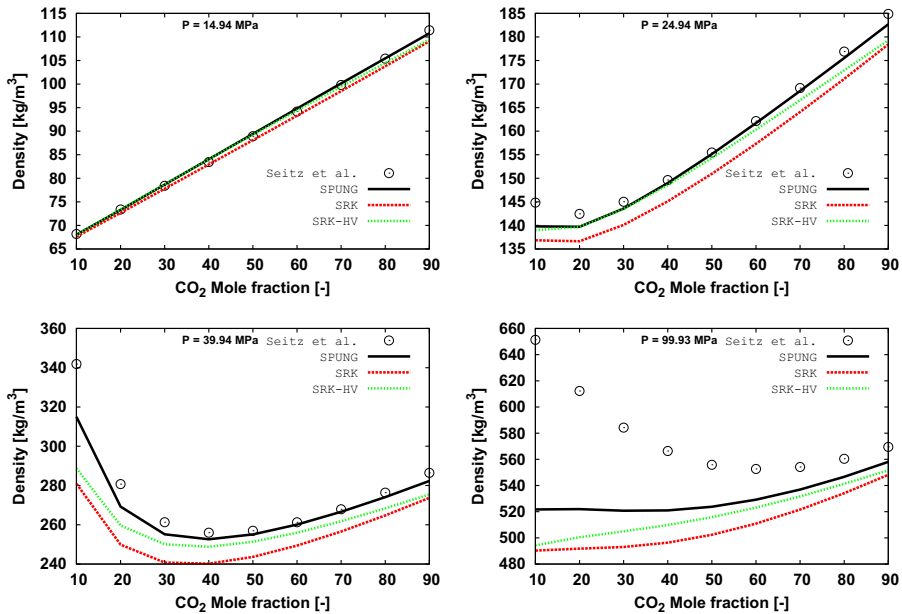 P = 14.94 MPa
Density [kg/m3]
115
110
105
100
95
90
85
80
75
70
65
Seitz et al.
SPUNG
SRK
SRK-HV
10 20 30 40 50 60 70 80 90
CO2 Mole fraction [-]
P = 24.94 MPa
Density [kg/m3]
185
180
175
170
165
160
155
150
145
140
135
Seitz et al.
SPUNG
SRK
SRK-HV
10 20 30 40 50 60 70 80 90
CO2 Mole fraction [-]
P = 39.94 MPa
Density [kg/m3]
360
340
320
300
280
260
240
Seitz et al.
SPUNG
SRK
SRK-HV
10 20 30 40 50 60 70 80 90
CO2 Mole fraction [-]
P = 99.93 MPa
Density [kg/m3]
660
640
620
600
580
560
540
520
500
480
Seitz et al.
SPUNG
SRK
SRK-HV
10 20 30 40 50 60 70 80 90
CO2 Mole fraction [-]